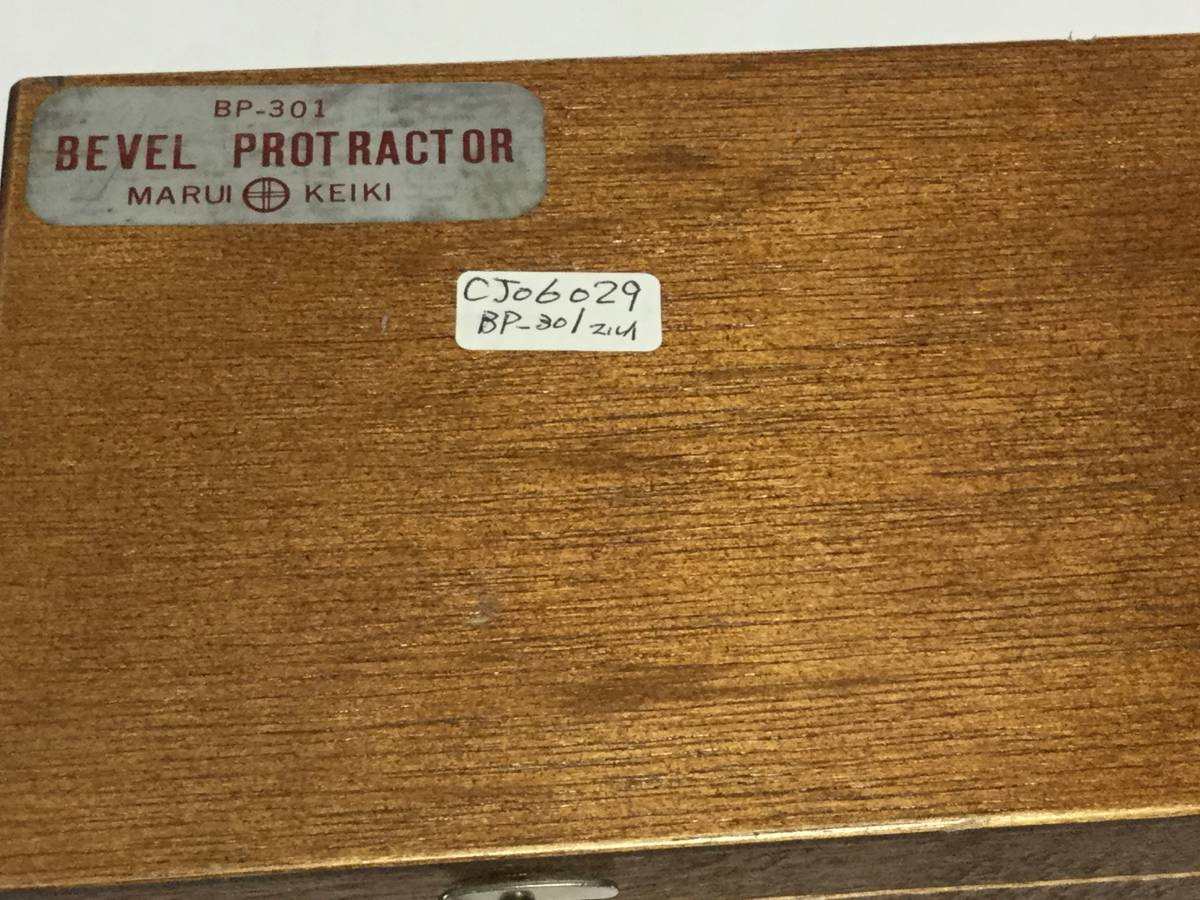 BP-301
BEVEL PROTRACTOR
MARUI KEIKI
CJ06029
BP-301